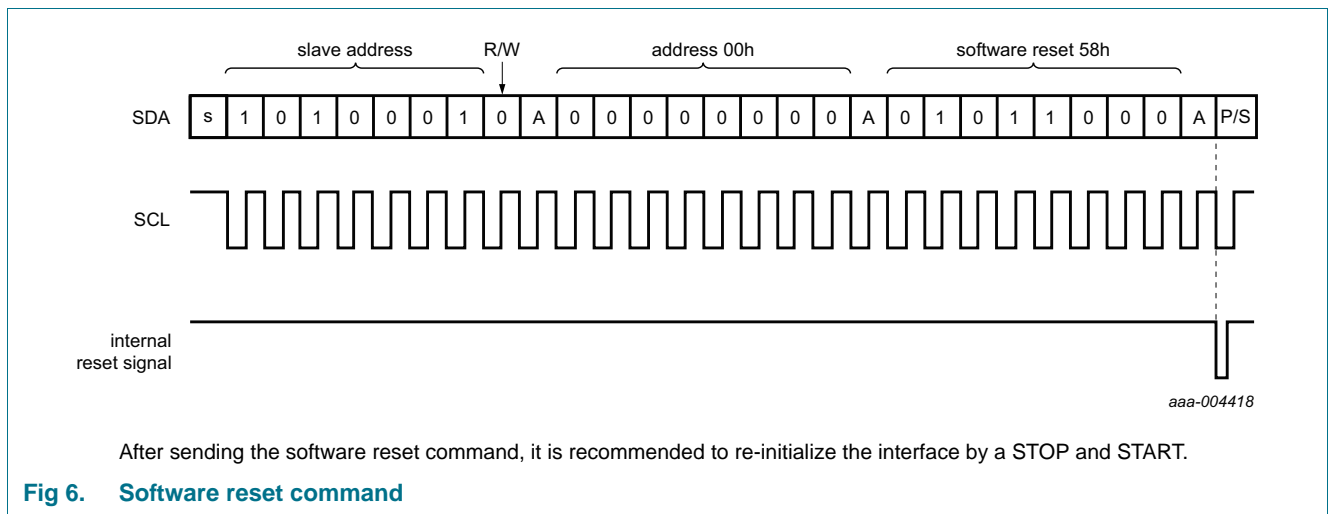 slave address R/W address 00h software reset 58h
SDA s 1 0 1 0 0 0 1 0 A 0 0 0 0 0 0 0 0 A 0 1 0 1 1 0 0 0 A P/S
SCL
internal
reset signal
aaa-004418
After sending the software reset command, it is recommended to re-initialize the interface by a STOP and START.
Fig 6. Software reset command